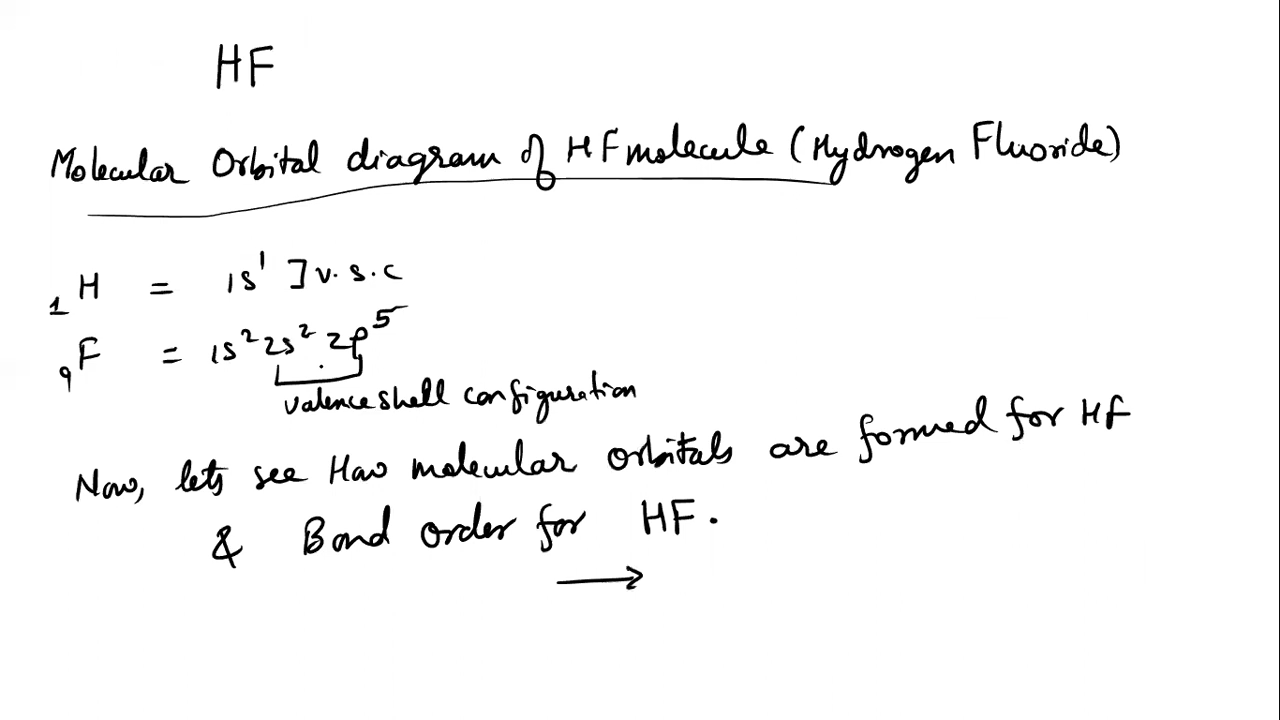 HF
Molecular Orbital diagram of HF molecule (Hydrogen Fluoride)
₁H = 1s¹ ] v.s.c
₉F = 1s² 2s² 2p⁵
valence shell configuration
Now, lets see How molecular orbitals are formed for HF
& Bond order for HF.